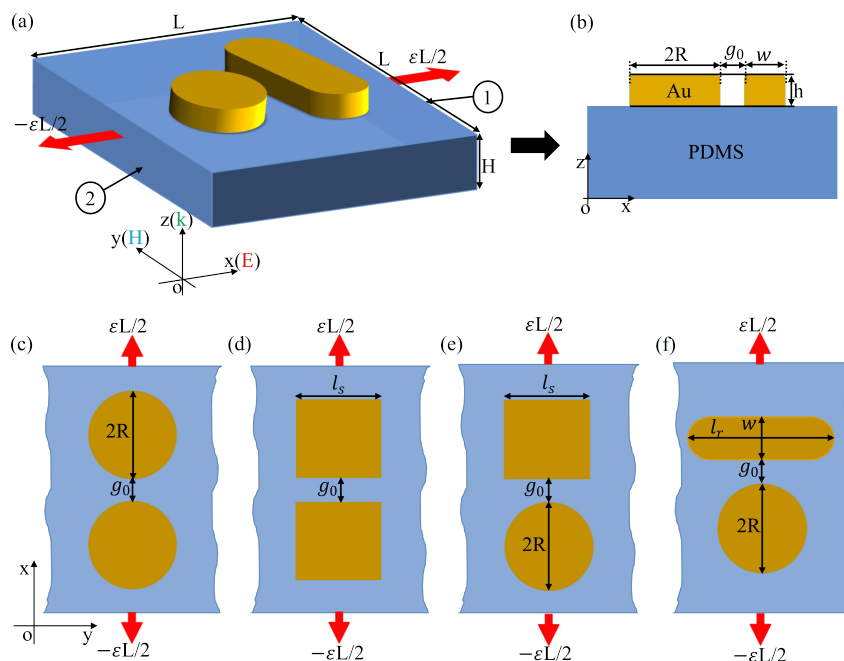 (a)
L
L
εL/2
1
−εL/2
H
2
z(k)
y(H)
x(E)
o
(b)
2R
g₀
w
Au
h
PDMS
z
o
x
(c)
εL/2
2R
g₀
x
o
y
−εL/2
(d)
εL/2
lₛ
g₀
−εL/2
(e)
εL/2
lₛ
g₀
2R
−εL/2
(f)
εL/2
w
lᵣ
g₀
2R
−εL/2